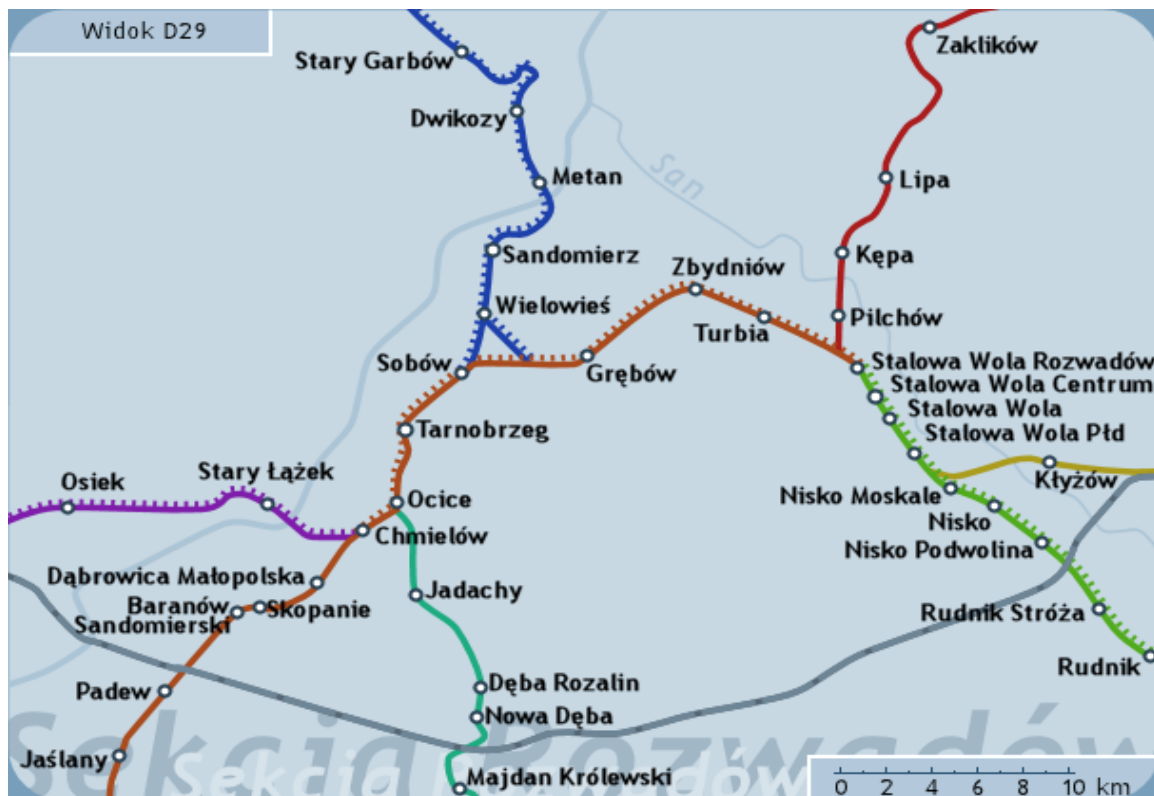 Widok D29
Zaklików
Stary Garbów
Dwikozy
San
Metan
Lipa
Sandomierz
Kępa
Zbydniów
Wielowieś
Pilchów
Turbia
Sobów
Grębów
Stalowa Wola Rozwadów
Stalowa Wola Centrum
Stalowa Wola
Tarnobrzeg
Stalowa Wola Płd
Stary Łążek
Osiek
Kłyżów
Nisko Moskale
Ocice
Nisko
Chmielów
Nisko Podwolina
Dąbrowica Małopolska
Jadachy
Baranów
Sandomierski
Skopanie
Rudnik Stróża
Rudnik
Padew
Dęba Rozalin
Nowa Dęba
Sekcja Rozwadów
Jaślany
Sekcja Rozwadów
Majdan Królewski
0 2 4 6 8 10 km